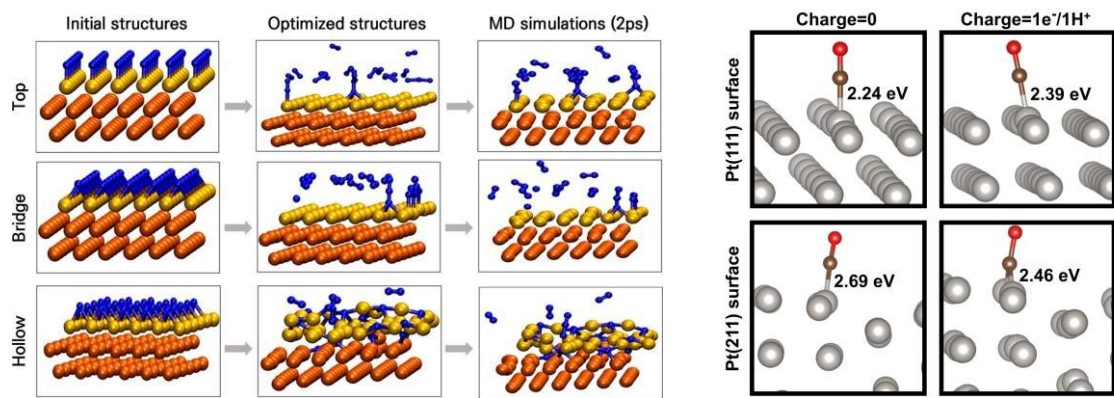 Initial structures
Optimized structures
MD simulations (2ps)
Top
Bridge
Hollow
Charge=0
Charge=1e⁻/1H⁺
Pt(111) surface
2.24 eV
2.39 eV
Pt(211) surface
2.69 eV
2.46 eV